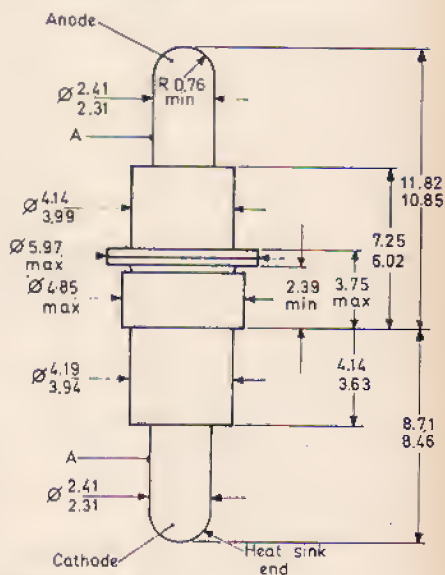 Anode
R 0.76
min
Ø 2.41
2.31
A
11.82
10.85
Ø 4.14
3.99
7.25
6.02
Ø 5.97
max
2.39
min
3.75
max
Ø 4.85
max
Ø 4.19
3.94
4.14
3.63
8.71
8.46
A
Ø 2.41
2.31
Cathode
Heat sink
end